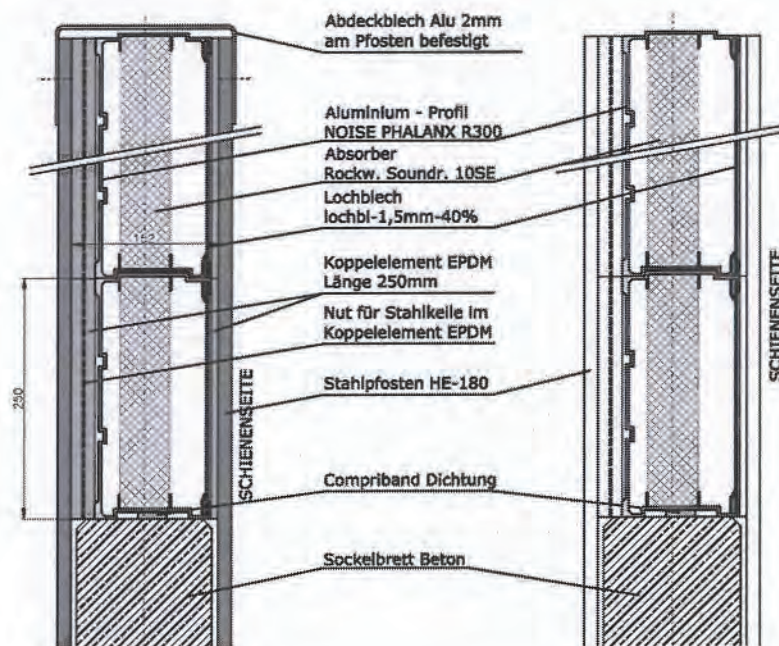 Abdeckblech Alu 2mm
am Pfosten befestigt
Aluminium - Profil
NOISE PHALANX R300
Absorber
Rockw. Soundr. 10SE
Lochblech
lochbl-1,5mm-40%
Koppelelement EPDM
Länge 250mm
Nut für Stahlkeile im
Koppelelement EPDM
Stahlpfosten HE-180
Compriband Dichtung
Sockelbrett Beton
250
SCHIENENSEITE
SCHIENENSEITE